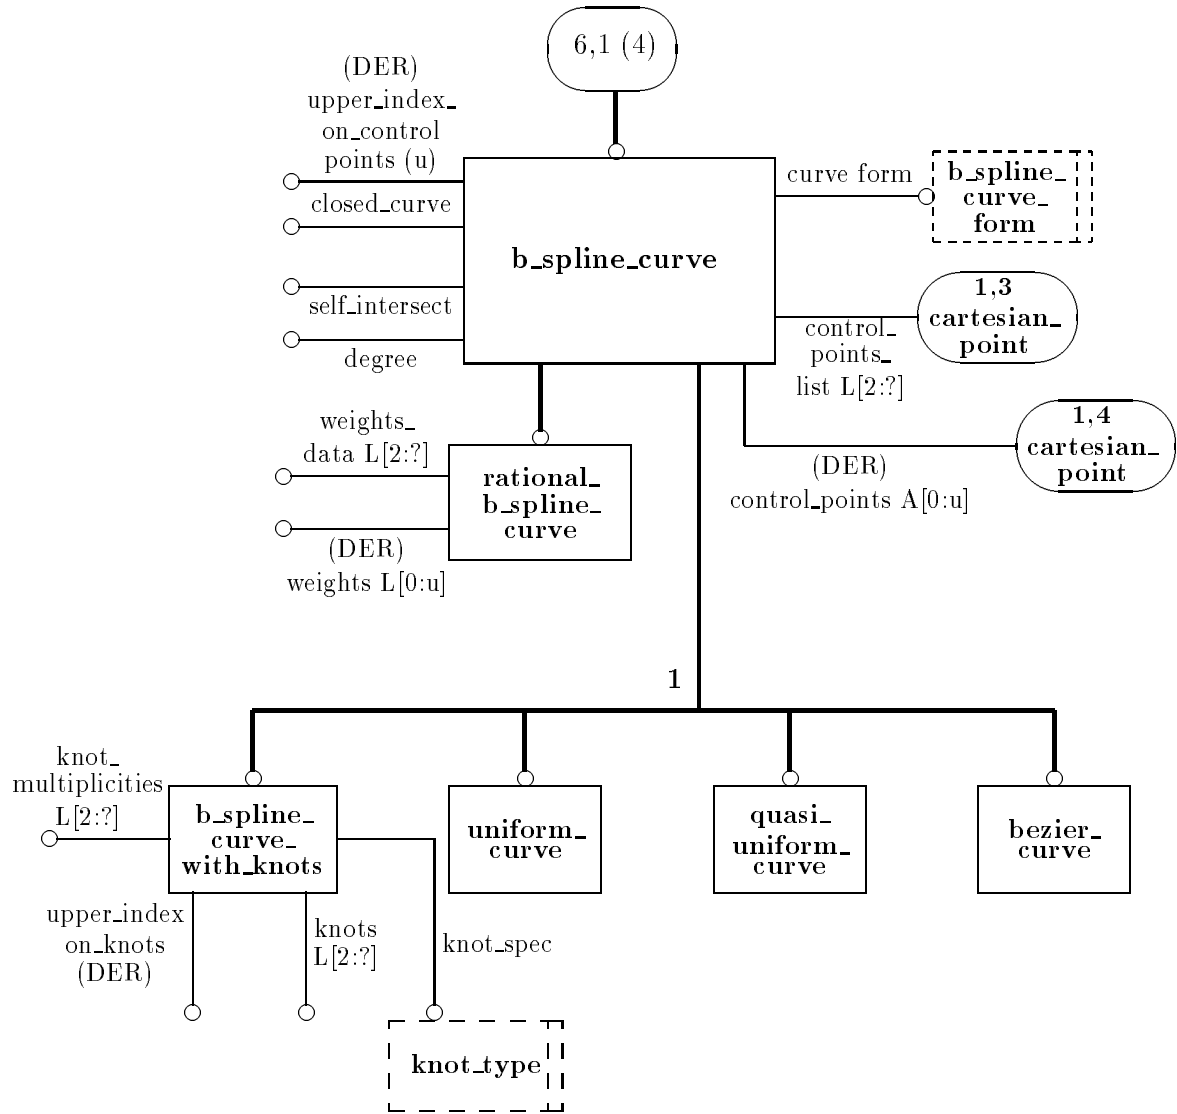 6,1 (4)
(DER)
upper_index_
on_control
points (u)
closed_curve
self_intersect
degree
b_spline_curve
curve form
b_spline_
curve_
form
1,3
cartesian_
point
control_
points_
list L[2:?]
1,4
cartesian_
point
(DER)
control_points A[0:u]
weights_
data L[2:?]
rational_
b_spline_
curve
(DER)
weights L[0:u]
1
knot_
multiplicities
L[2:?]
b_spline_
curve_
with_knots
uniform_
curve
quasi_
uniform_
curve
bezier_
curve
upper_index
on_knots
(DER)
knots
L[2:?]
knot_spec
knot_type